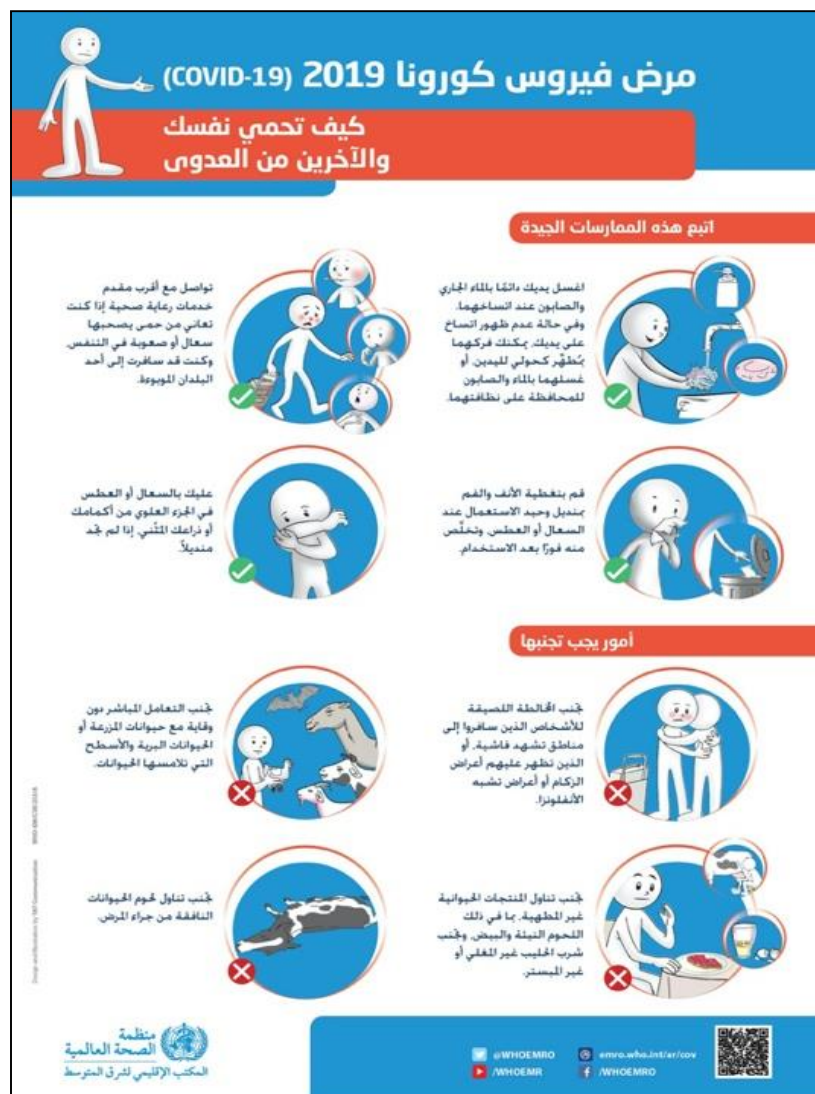 مرض فيروس كورونا 2019 (COVID-19)
كيف تحمي نفسك
والآخرين من العدوى
اتبع هذه الممارسات الجيدة
اغسل يديك دائمًا بالماء الجاري
والصابون عند اتساخهما.
وفي حالة عدم ظهور اتساخ
على يديك، يمكنك فركهما
بمُطهِّر كحولي لليدين، أو
غسلهما بالماء والصابون
للمحافظة على نظافتهما.
تواصل مع أقرب مقدم
خدمات رعاية صحية إذا كنت
تعاني من حمى يصحبها
سعال أو صعوبة في التنفس،
وكنت قد سافرت إلى أحد
البلدان الموبوءة.
قم بتغطية الأنف والفم
بمنديل وحيد الاستعمال عند
السعال أو العطس، وتخلَّص
منه فورًا بعد الاستخدام.
عليك بالسعال أو العطس
في الجزء العلوي من أكمامك
أو ذراعك المثْني، إذا لم تجد
منديلاً.
أمور يجب تجنبها
تجنب المخالطة اللصيقة
للأشخاص الذين سافروا إلى
مناطق تشهد فاشية، أو
الذين تظهر عليهم أعراض
الزكام أو أعراض تشبه
الأنفلونزا.
تجنب التعامل المباشر دون
وقاية مع حيوانات المزرعة أو
الحيوانات البرية والأسطح
التي تلامسها الحيوانات.
تجنب تناول المنتجات الحيوانية
غير المطهية، بما في ذلك
اللحوم النيئة والبيض، وتجنب
شرب الحليب غير المغلي أو
غير المبستر.
تجنب تناول لحوم الحيوانات
النافقة من جراء المرض.
Design and Illustration by TNT Communication
منظمة
الصحة العالمية
المكتب الإقليمي لشرق المتوسط
@WHOEMRO
emro.who.int/ar/cov
/WHOEMR
/WHOEMRO